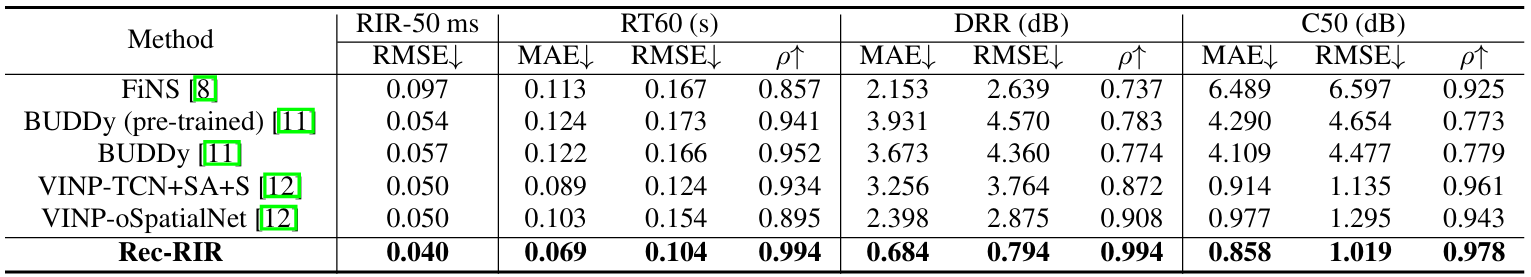 Method RIR-50 ms RT60 (s) DRR (dB) C50 (dB)
RMSE↓ MAE↓ RMSE↓ ρ↑ MAE↓ RMSE↓ ρ↑ MAE↓ RMSE↓ ρ↑
FiNS [8] 0.097 0.113 0.167 0.857 2.153 2.639 0.737 6.489 6.597 0.925
BUDDy (pre-trained) [11] 0.054 0.124 0.173 0.941 3.931 4.570 0.783 4.290 4.654 0.773
BUDDy [11] 0.057 0.122 0.166 0.952 3.673 4.360 0.774 4.109 4.477 0.779
VINP-TCN+SA+S [12] 0.050 0.089 0.124 0.934 3.256 3.764 0.872 0.914 1.135 0.961
VINP-oSpatialNet [12] 0.050 0.103 0.154 0.895 2.398 2.875 0.908 0.977 1.295 0.943
Rec-RIR 0.040 0.069 0.104 0.994 0.684 0.794 0.994 0.858 1.019 0.978